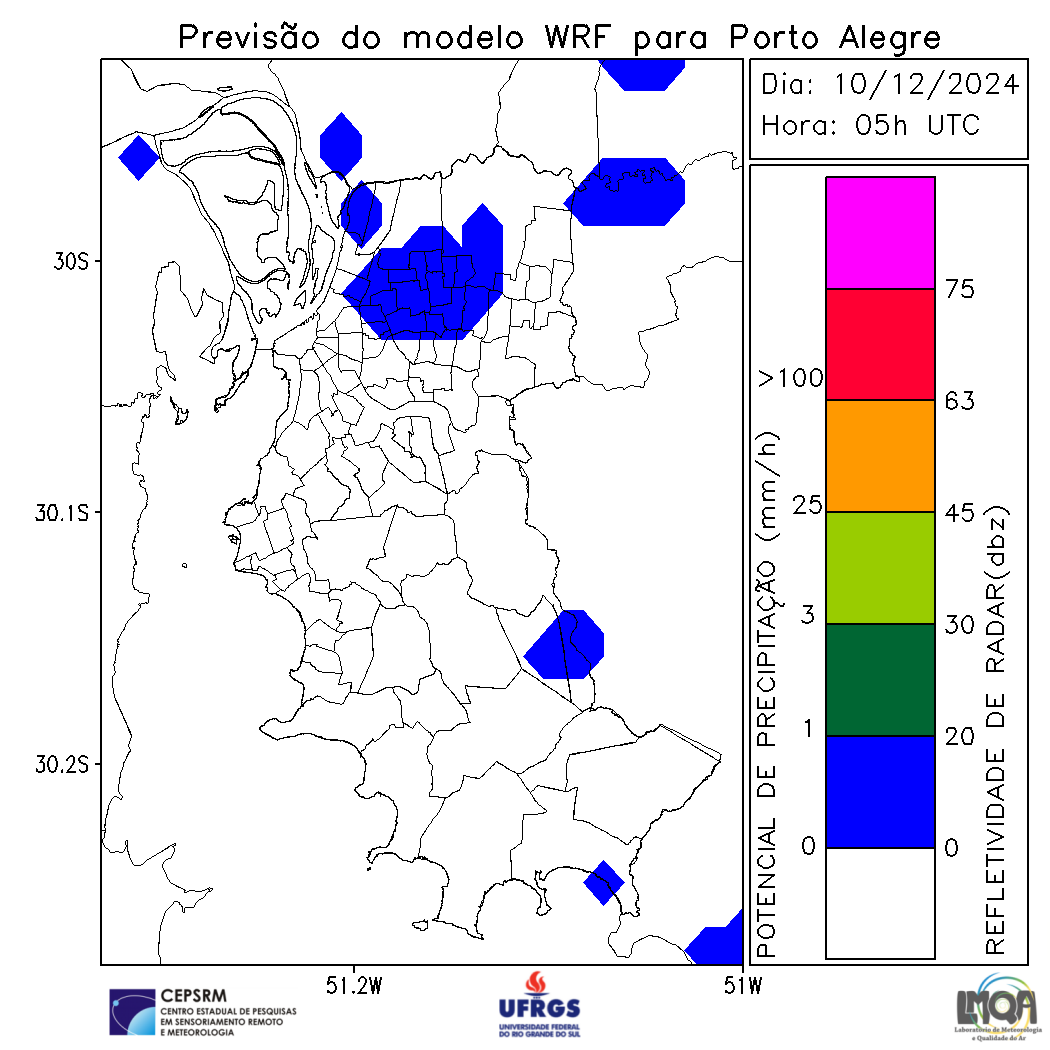 Previsão do modelo WRF para Porto Alegre
Dia: 10/12/2024
Hora: 05h UTC
30S
30.1S
30.2S
51.2W
51W
POTENCIAL DE PRECIPITAÇÃO (mm/h)
>100
25
3
1
0
75
63
45
30
20
0
REFLETIVIDADE DE RADAR(dbz)
CEPSRM
CENTRO ESTADUAL DE PESQUISAS
EM SENSORIAMENTO REMOTO
E METEOROLOGIA
UFRGS
UNIVERSIDADE FEDERAL
DO RIO GRANDE DO SUL
LMQA
Laboratório de Meteorologia
e Qualidade do Ar